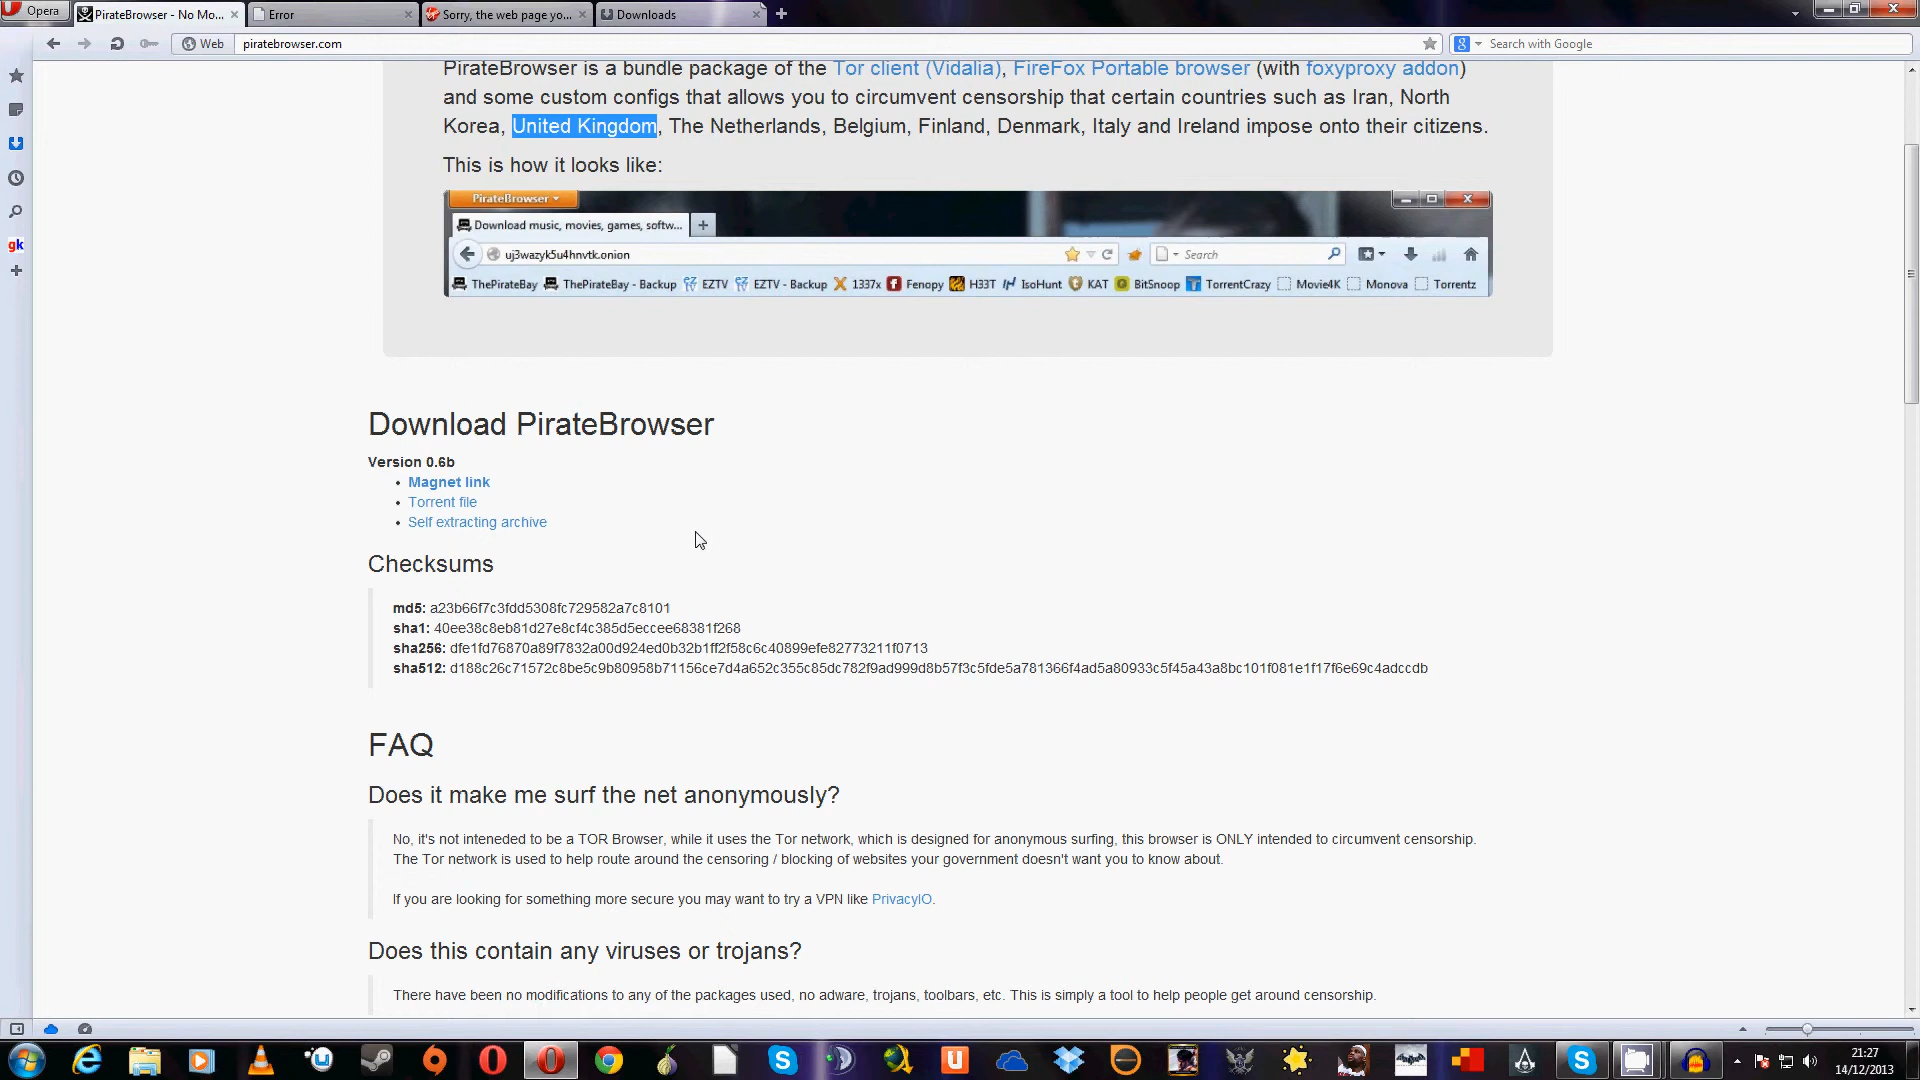 Opera
PirateBrowser - No Mo...
Error
Sorry, the web page yo...
Downloads
Web
piratebrowser.com
Search with Google
PirateBrowser is a bundle package of the Tor client (Vidalia), FireFox Portable browser (with foxyproxy addon)
and some custom configs that allows you to circumvent censorship that certain countries such as Iran, North
Korea, United Kingdom, The Netherlands, Belgium, Finland, Denmark, Italy and Ireland impose onto their citizens.
This is how it looks like:
PirateBrowser
Download music, movies, games, softw...
uj3wazyk5u4hnvtk.onion
Search
ThePirateBay ThePirateBay - Backup EZTV EZTV - Backup 1337x Fenopy H33T IsoHunt KAT BitSnoop TorrentCrazy Movie4K Monova Torrentz
gk
Download PirateBrowser
Version 0.6b
• Magnet link
• Torrent file
• Self extracting archive
Checksums
md5: a23b66f7c3fdd5308fc729582a7c8101
sha1: 40ee38c8eb81d27e8cf4c385d5eccee68381f268
sha256: dfe1fd76870a89f7832a00d924ed0b32b1ff2f58c6c40899efe82773211f0713
sha512: d188c26c71572c8be5c9b80958b71156ce7d4a652c355c85dc782f9ad999d8b57f3c5fde5a781366f4ad5a80933c5f45a43a8bc101f081e1f17f6e69c4adccdb
FAQ
Does it make me surf the net anonymously?
No, it's not inteneded to be a TOR Browser, while it uses the Tor network, which is designed for anonymous surfing, this browser is ONLY intended to circumvent censorship.
The Tor network is used to help route around the censoring / blocking of websites your government doesn't want you to know about.
If you are looking for something more secure you may want to try a VPN like PrivacyIO.
Does this contain any viruses or trojans?
There have been no modifications to any of the packages used, no adware, trojans, toolbars, etc. This is simply a tool to help people get around censorship.
21:27
14/12/2013